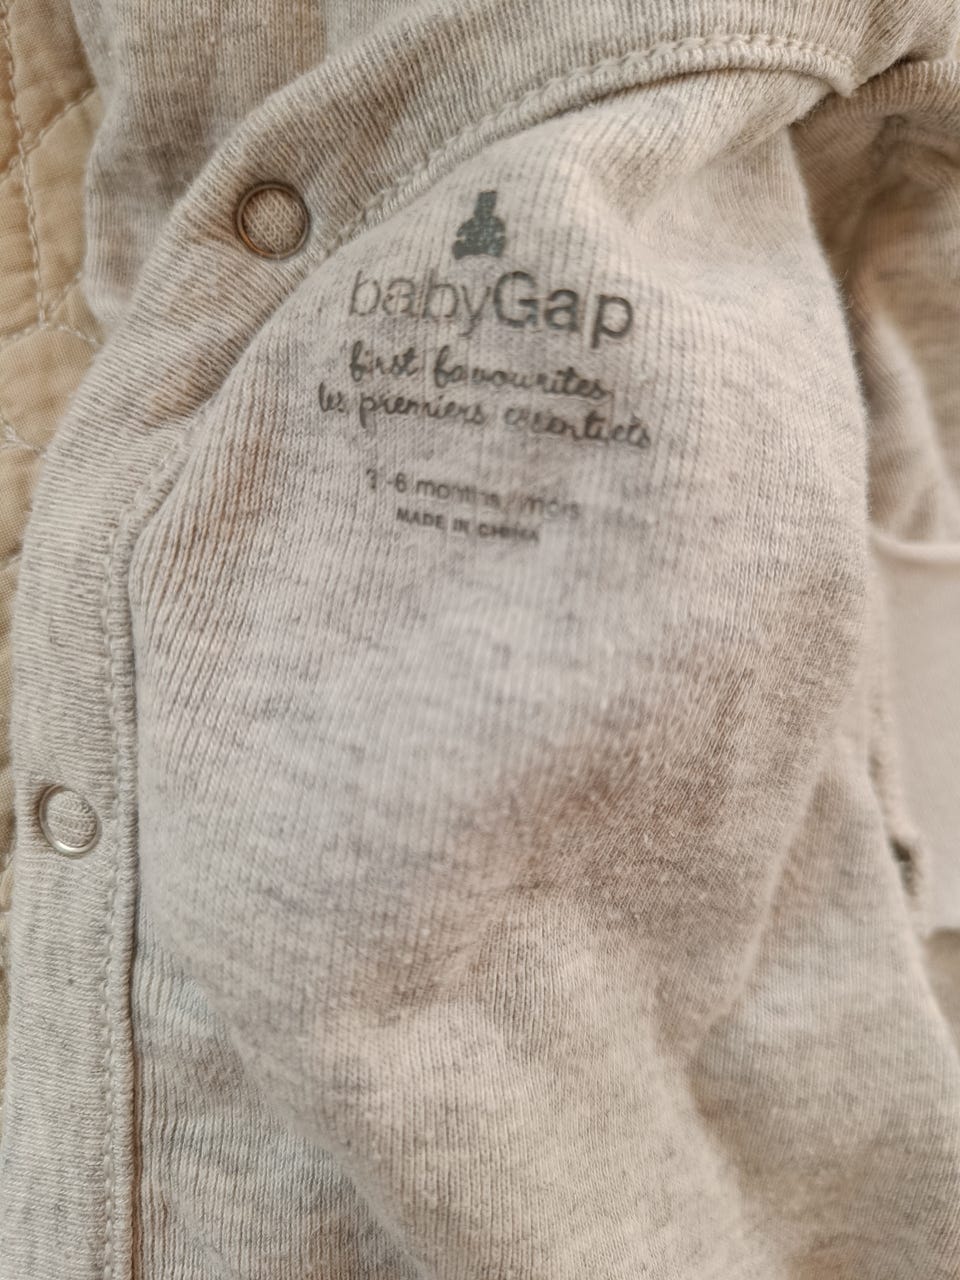 babyGap
first favourites
les premiers essentiels
3-6 months/mois
MADE IN CHINA